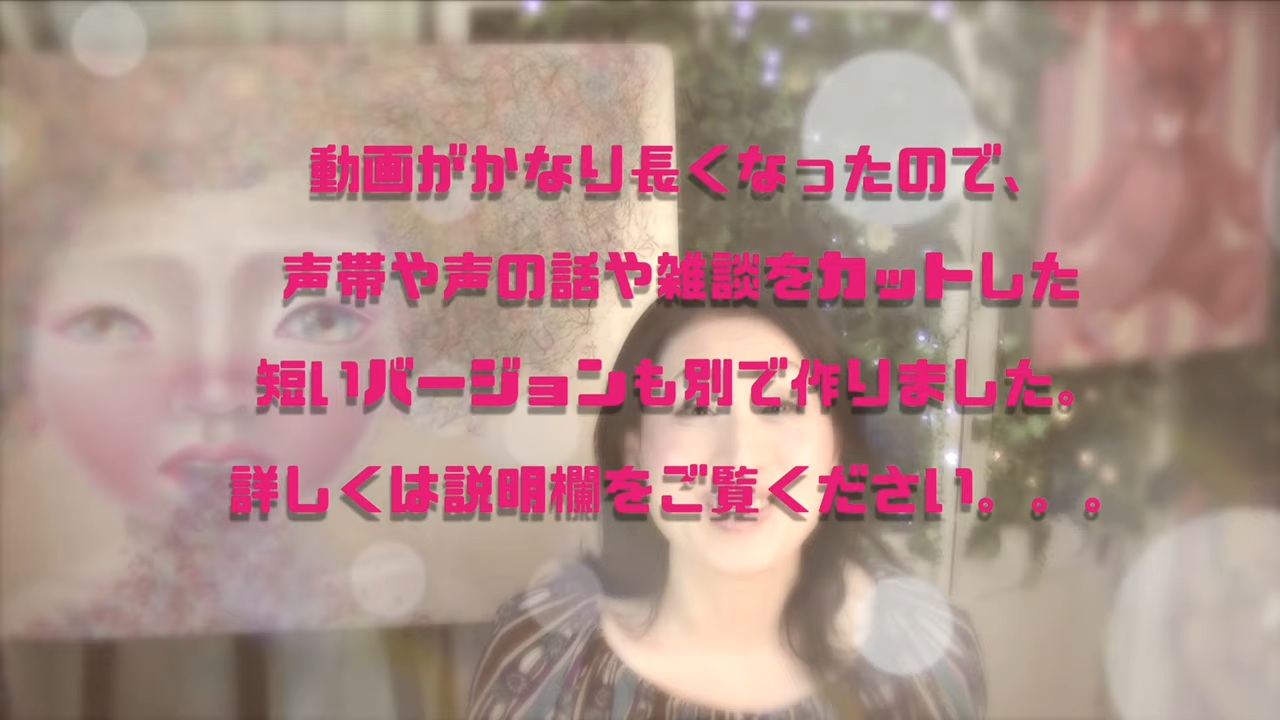 動画がかなり長くなったので、
声帯や声の話や雑談をカットした
短いバージョンも別で作りました。
詳しくは説明欄をご覧ください。。。